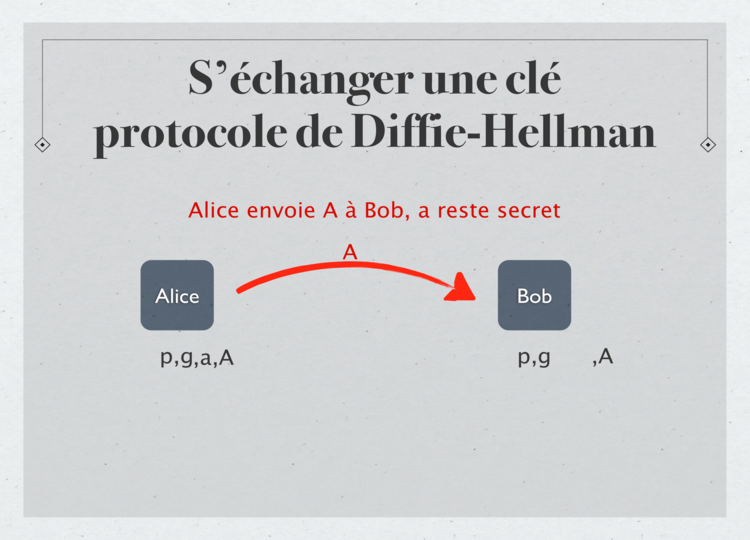 S’échanger une clé
protocole de Diffie-Hellman
Alice envoie A à Bob, a reste secret
A
Alice
Bob
p,g,a,A
p,g ,A